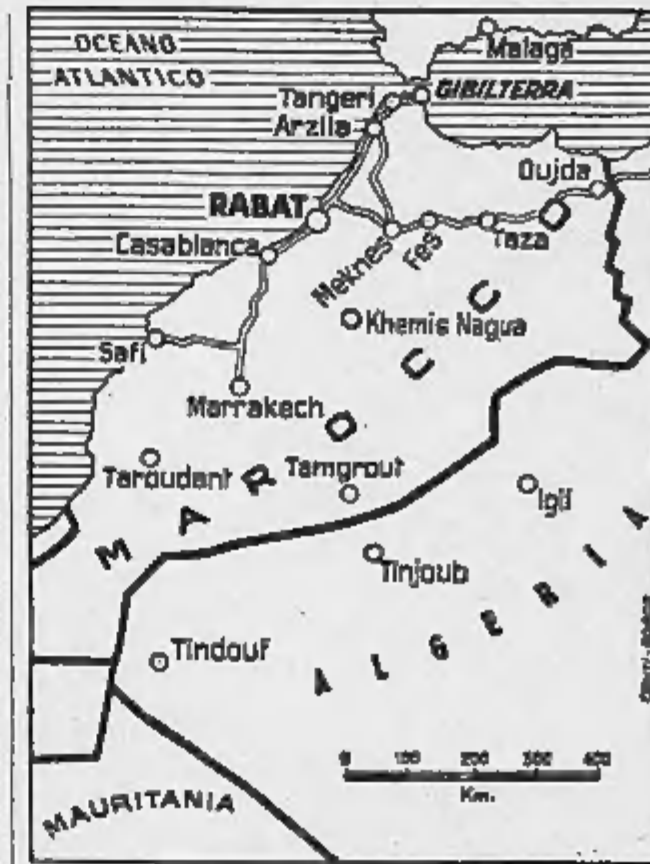 OCEANO
ATLANTICO
Malaga
GIBILTERRA
Tangeri
Arzila
Oujda
RABAT
Casablanca
Meknes
Fes
Taza
Khemis Nagua
Safi
Marrakech
MAROCCO
Taroudant
Tamgrout
Igli
Tinjoub
ALGERIA
Tindouf
0 100 200 300 400
Km.
MAURITANIA